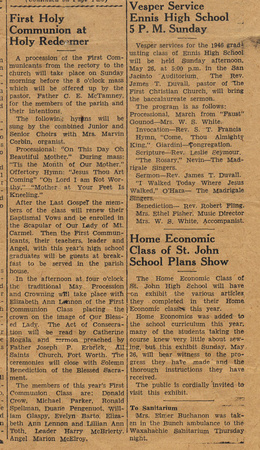 First Holy
Communion at
Holy Redeemer
A procession of the First Com-
municants from the rectory to the
church will take place on Sunday
morning before the 8 o'clock mass
which will be offered up by the
pastor, Father C. E. McTamney,
for the members of the parish and
their intentions.
The following hymns will be
sung by the combined Junior and
Senior Choirs with Mrs. Marvin
Corbin, organist.
Processional: "On This Day Oh
Beautiful Mother." During mass:
"Tis the Month of Our Mother."
Offertory Hymn: "Jesus Thou Art
Coming" "Oh Lord I am Not Wor-
thy," "Mother at Your Feet Is
Kneeling."
After the Last Gospel the mem-
bers of the class will renew their
Baptismal Vows and be enrolled in
the Scapular of Our Lady of Mt.
Carmel. Then the First Communi-
cants, their teachers, leader and
Angel, with this year's high school
graduates will be guests at break-
fast to be served in the parish
house.
In the afternoon at four o'clock
the traditional May Procession
and Crowning will take place with
Elizabeth Ann Lennon of the First
Communion Class placing the
crown on the image of Our Bless-
ed Lady. The Act of Consecra-
tion will be read by Catherine
Rogala and sermon preached by
Father Joseph P. Erbrick, All
Saints Church, Fort Worth. The
ceremonies will close with Solemn
Benediction of the Blessed Sacra-
ment.
The members of this year's First
Communion Class are: Donald
Crow, Michael Parker, Ronald
Spellman, Duane Pengennot, Wil-
liam Glaspy, Evelyn Barto, Eliza-
beth Ann Lennon and Lillian Ann
Toth, Leader Harry McBrierty.
Angel Marion McElroy.
Vesper Service
Ennis High School
5 P. M. Sunday
Vesper services for the 1946 grad-
uating class of Ennis High School
will be held Sunday afternoon,
May 26, at 5:00 p.m. in the San
Jacinto Auditorium. The Rev.
James T. Duvall, pastor of the
First Christian Church, will bring
the baccalaureate sermon.
The program is as follows:
Processional, March from "Faust"
Gounod—Mrs. W. B. White.
Invocation—Rev. S. T. Francis
Hymn, "Come, Thou Almighty
King," Giardini—Congregation.
Scripture—Rev. Leslie Seymour.
"The Rosary," Nevin—The Mad-
rigale Singers.
Sermon—Rev. James T. Duvall.
"I Walked Today Where Jesus
Walked," O'Hara— The Madrigale
Singers.
Benediction— Rev. Robert Fling.
Mrs. Ethel Fisher, Music Director
Mrs. W. B. White, Accompanist.
Home Economic
Class of St. John
School Plans Show
The Home Economic Class of
St. John High School will have
on exhibit the various articles
they completed in their Home
Economic classes this year.
Home Economics was added to
the school curriculum this year,
many of the students taking the
course knew very little about sew-
ing, but this exhibit Sunday, May
26, will bear witness to the pro-
gress they have made and the
thorough instructions they have
received.
The public is cordially invited to
visit this exhibit.
To Sanitarium
Mrs. Elmer Buchanon was tak-
en in the Bunch ambulance to the
Waxahachie Sanitarium Thursday
night.